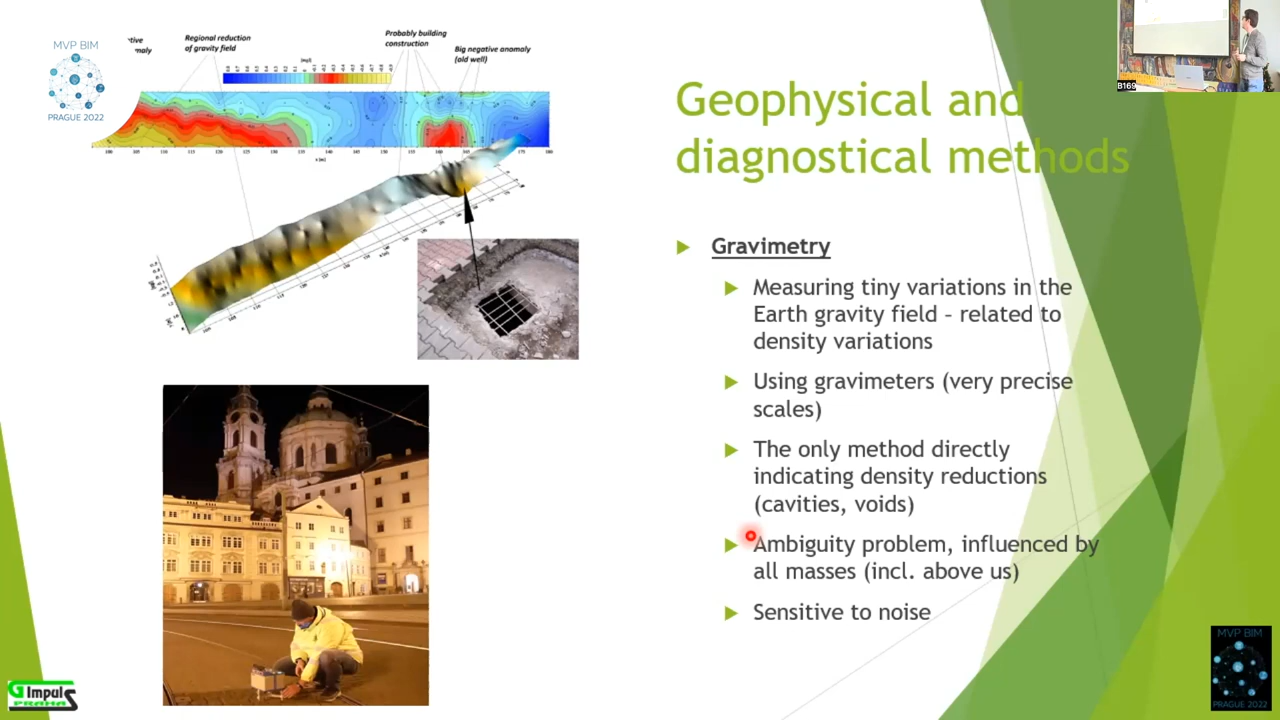 MVP BIM
PRAGUE 2022
Regional reduction
of gravity field
Probably building
construction
Big negative anomaly
(old well)
Geophysical and
diagnostical methods
Gravimetry
Measuring tiny variations in the
Earth gravity field – related to
density variations
Using gravimeters (very precise
scales)
The only method directly
indicating density reductions
(cavities, voids)
Ambiguity problem, influenced by
all masses (incl. above us)
Sensitive to noise
B169
G Impuls
PRAHA
MVP BIM
PRAGUE 2022